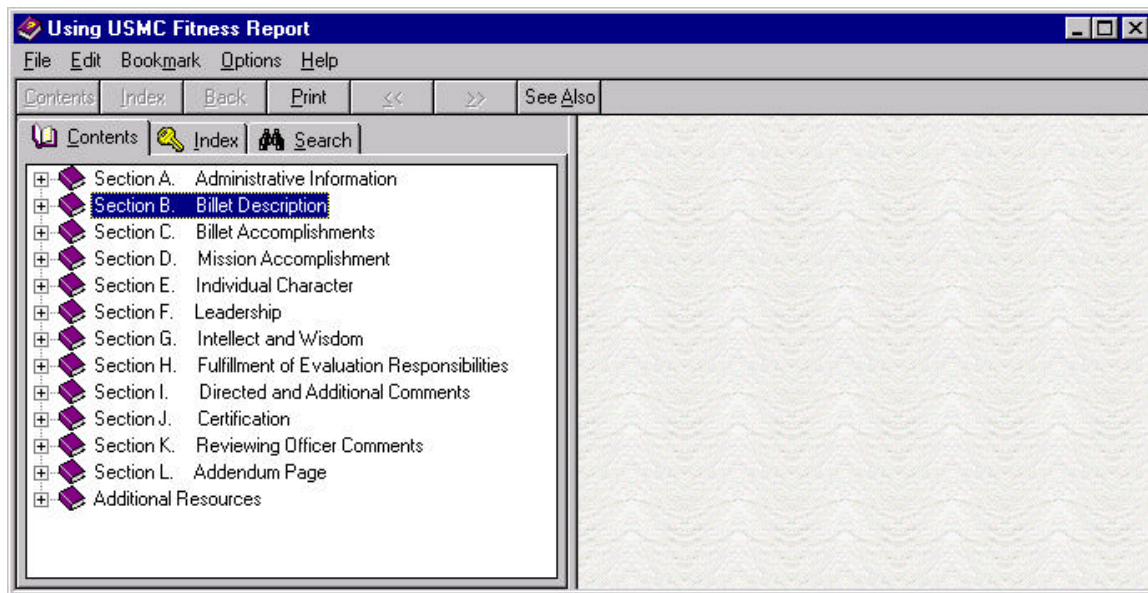 Using USMC Fitness Report
File Edit Bookmark Options Help
Contents Index Back Print << >> See Also
Contents Index Search
Section A. Administrative Information
Section B. Billet Description
Section C. Billet Accomplishments
Section D. Mission Accomplishment
Section E. Individual Character
Section F. Leadership
Section G. Intellect and Wisdom
Section H. Fulfillment of Evaluation Responsibilities
Section I. Directed and Additional Comments
Section J. Certification
Section K. Reviewing Officer Comments
Section L. Addendum Page
Additional Resources